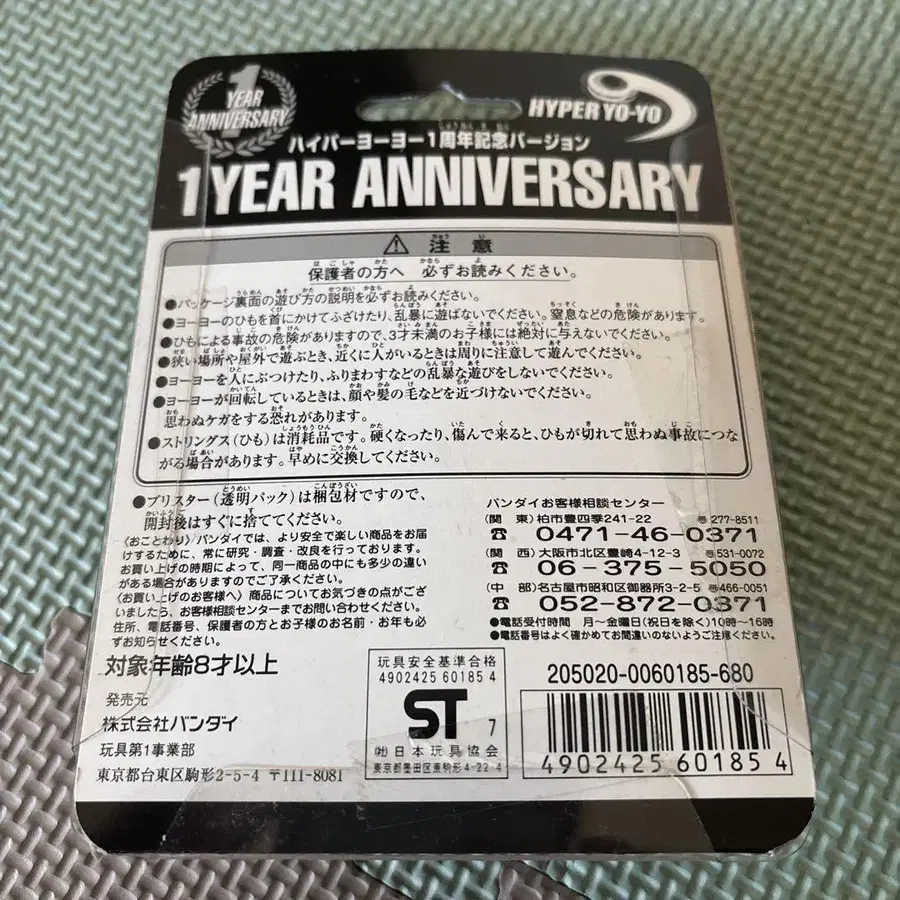 1
YEAR
ANNIVERSARY
HYPER YO-YO
ハイパーヨーヨー1周年記念バージョン
1 YEAR ANNIVERSARY
⚠ 注意
保護者の方へ 必ずお読みください。
●パッケージ裏面の遊び方の説明を必ずお読みください。
●ヨーヨーのひもを首にかけてふざけたり、乱暴に遊ばないでください。窒息などの危険があります。
●ひもによる事故の危険がありますので、3才未満のお子様には絶対に与えないでください。
●狭い場所や屋外で遊ぶとき、近くに人がいるときは周りに注意して遊んでください。
●ヨーヨーを人にぶつけたり、ふりまわすなどの乱暴な遊びをしないでください。
●ヨーヨーが回転しているときは、顔や髪の毛などを近づけないでください。
思わぬケガをする恐れがあります。
●ストリングス(ひも)は消耗品です。硬くなったり、傷んで来ると、ひもが切れて思わぬ事故につな
がる場合があります。早めに交換してください。
●ブリスター(透明パック)は梱包材ですので、
開封後はすぐに捨ててください。
〈おことわり〉バンダイでは、より安全で楽しい商品をお届
けするために、常に研究・調査・改良を行っております。
お買い上げの時期によって、同一商品の中にも多少の違い
がある場合がありますのでご了承ください。
〈お買い上げのお客様へ〉商品についてお気づきの点がござ
いましたら、お客様相談センターまでお問い合わせください。
住所、電話番号、保護者の方とお子様のお名前・お年も必
ずお知らせください。
対象年齢8才以上
発売元
株式会社バンダイ
玩具第1事業部
東京都台東区駒形2-5-4 〒111-8081
バンダイお客様相談センター
(関 東)柏市豊四季241-22 〠277-8511
☎ 0471-46-0371
(関 西)大阪市北区豊崎4-12-3 〠531-0072
☎ 06-375-5050
(中 部)名古屋市昭和区御器所3-2-5 〠466-0051
☎ 052-872-0371
●電話受付時間 月〜金曜日(祝日を除く)10時〜16時
●電話番号はよく確かめてお間違いのないようご注意ください。
玩具安全基準合格
4902425 60185 4
ST 7
㈳日本玩具協会
東京都墨田区東駒形4-22-4
205020-0060185-680
4902425 601854